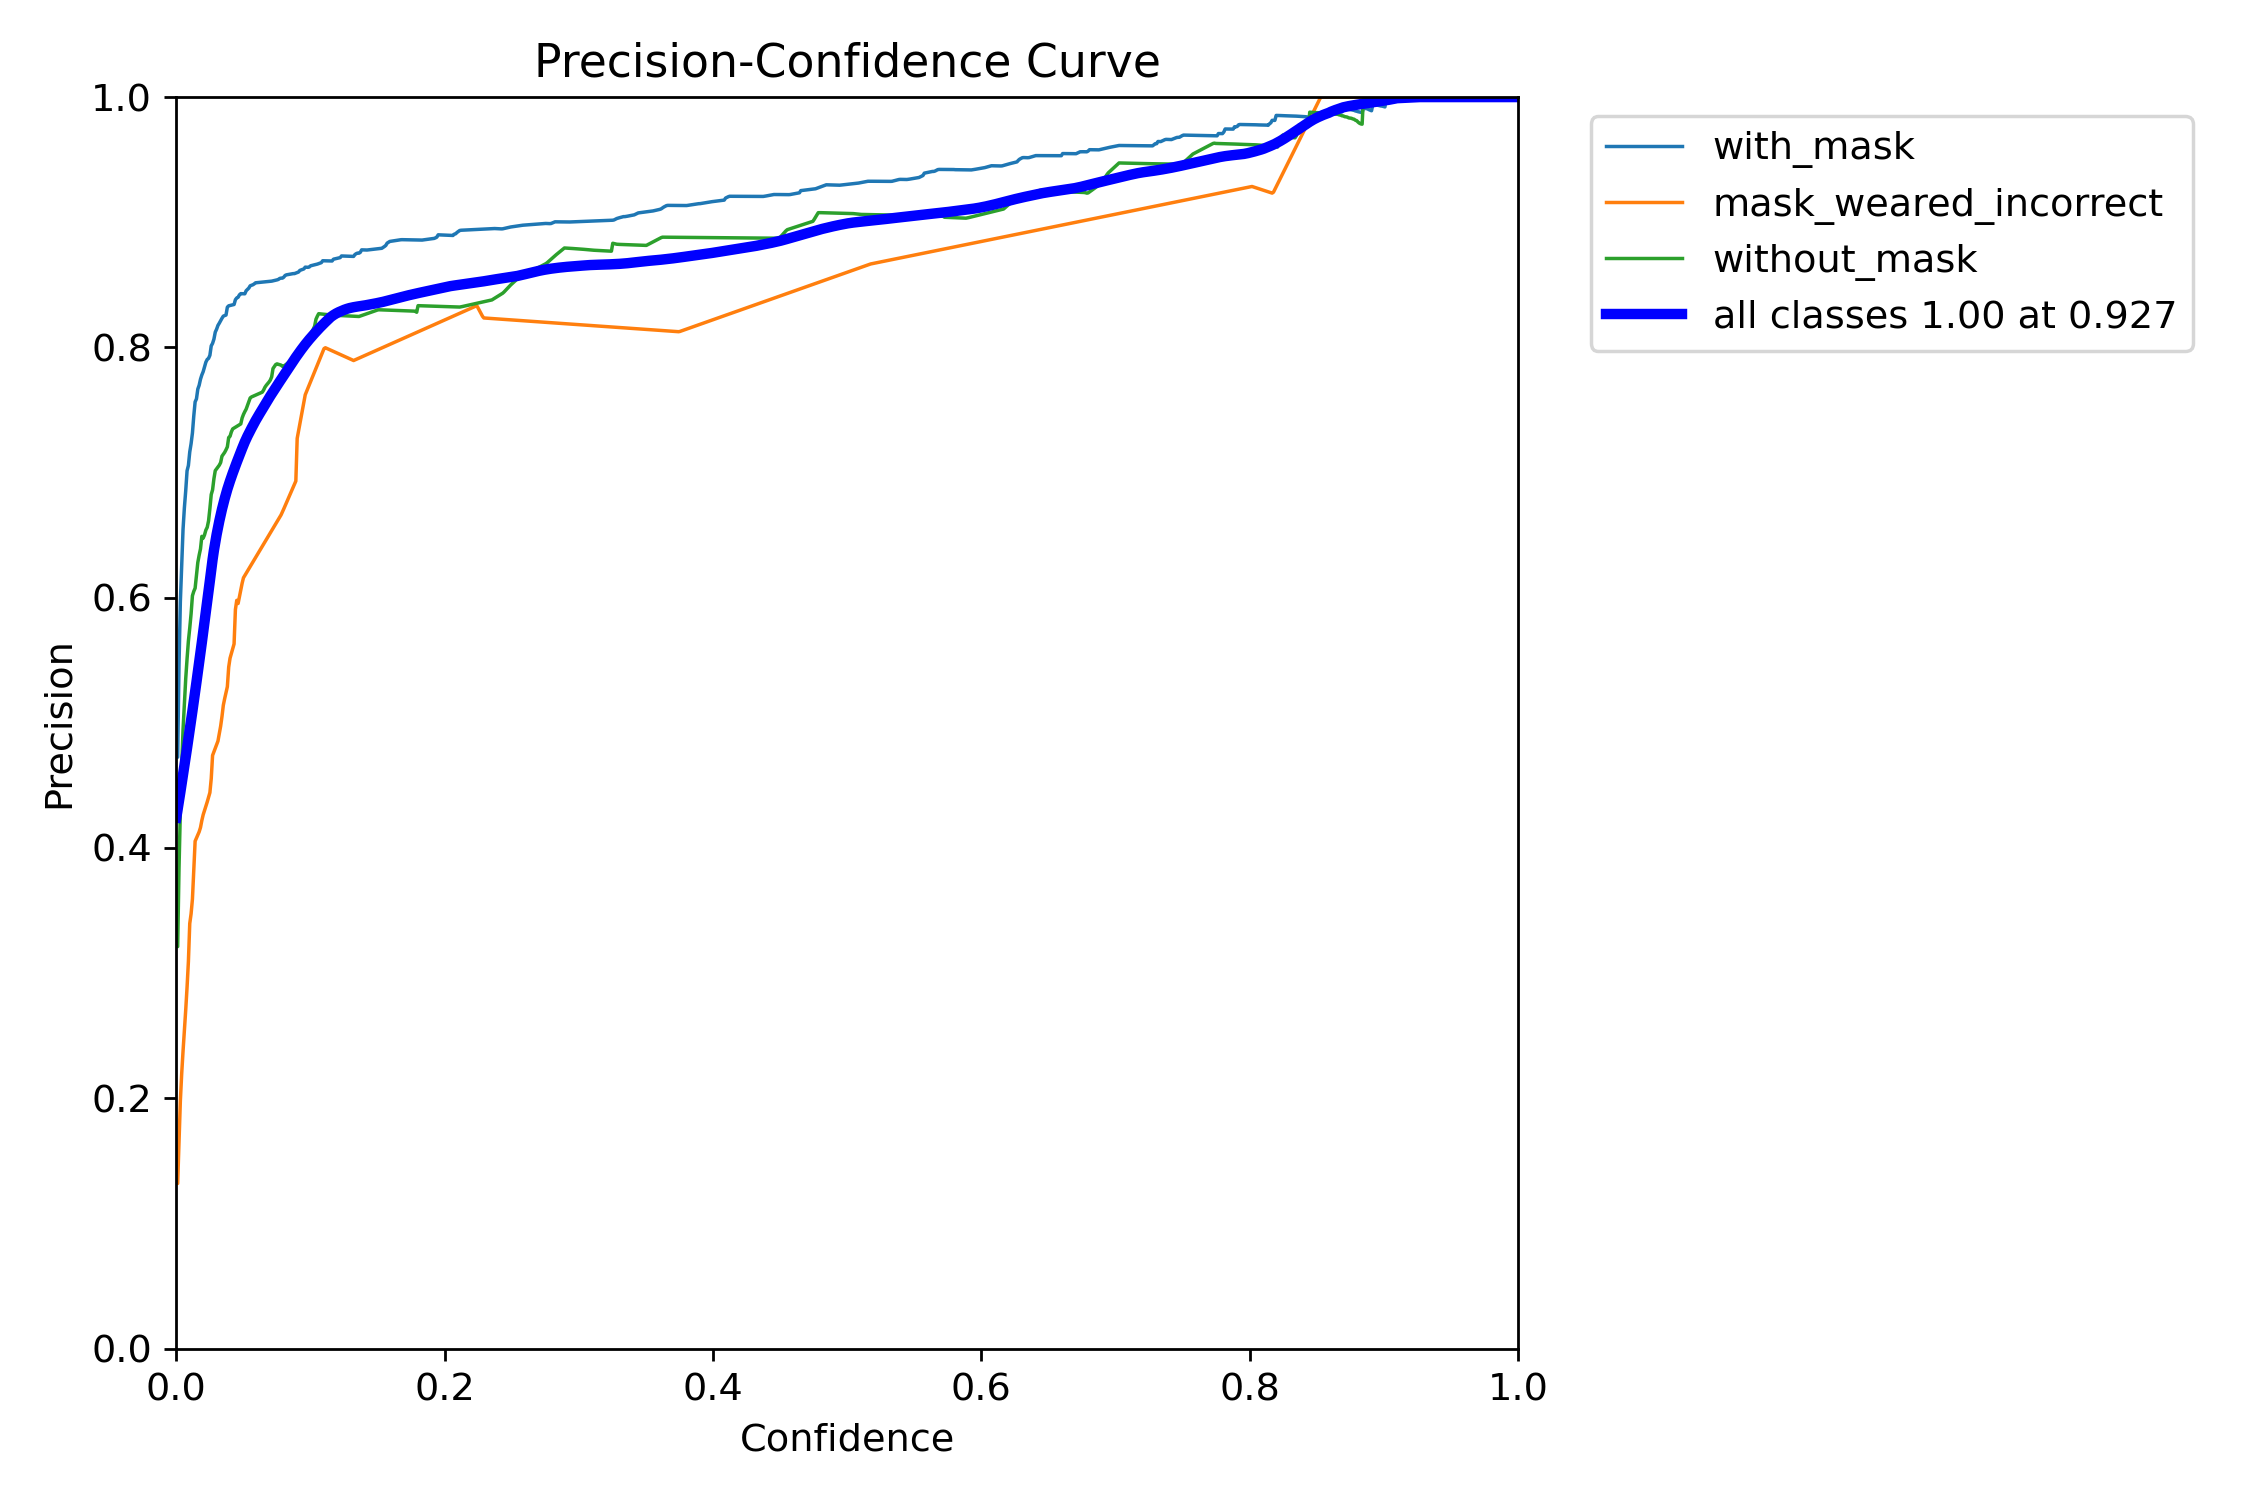 Precision-Confidence Curve
1.0
0.8
0.6
0.4
0.2
0.0
Precision
0.0 0.2 0.4 0.6 0.8 1.0
Confidence
with_mask
mask_weared_incorrect
without_mask
all classes 1.00 at 0.927